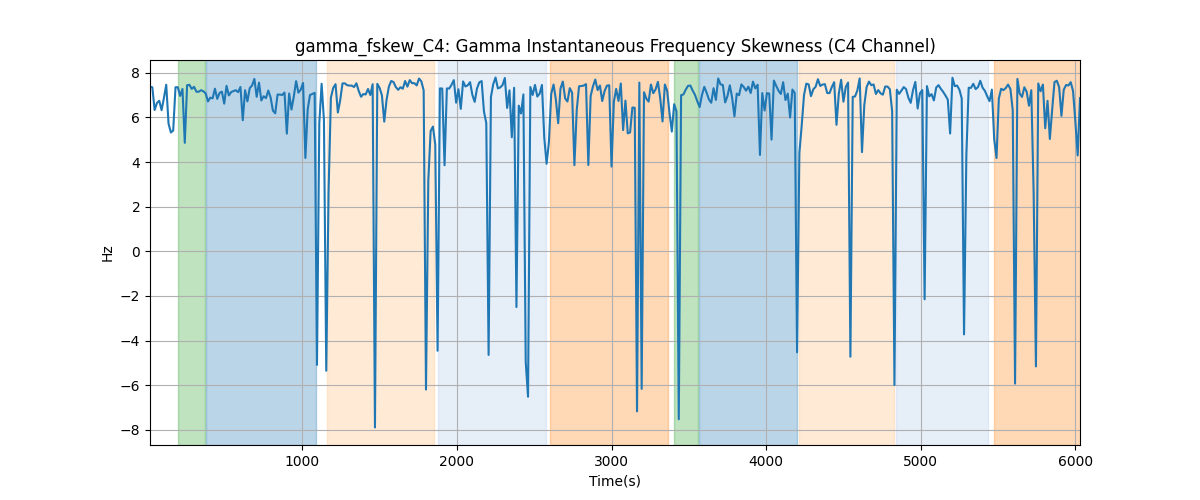 gamma_fskew_C4: Gamma Instantaneous Frequency Skewness (C4 Channel)
8
6
4
2
0
−2
−4
−6
−8
Hz
1000 2000 3000 4000 5000 6000
Time(s)